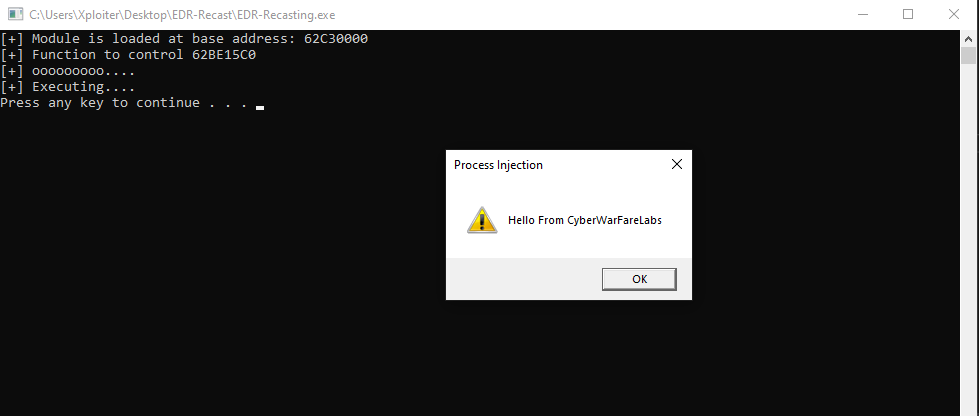 C:\Users\Xploiter\Desktop\EDR-Recast\EDR-Recasting.exe
[+] Module is loaded at base address: 62C30000
[+] Function to control 62BE15C0
[+] ooooooooo....
[+] Executing....
Press any key to continue . . .
Process Injection
Hello From CyberWarFareLabs
OK